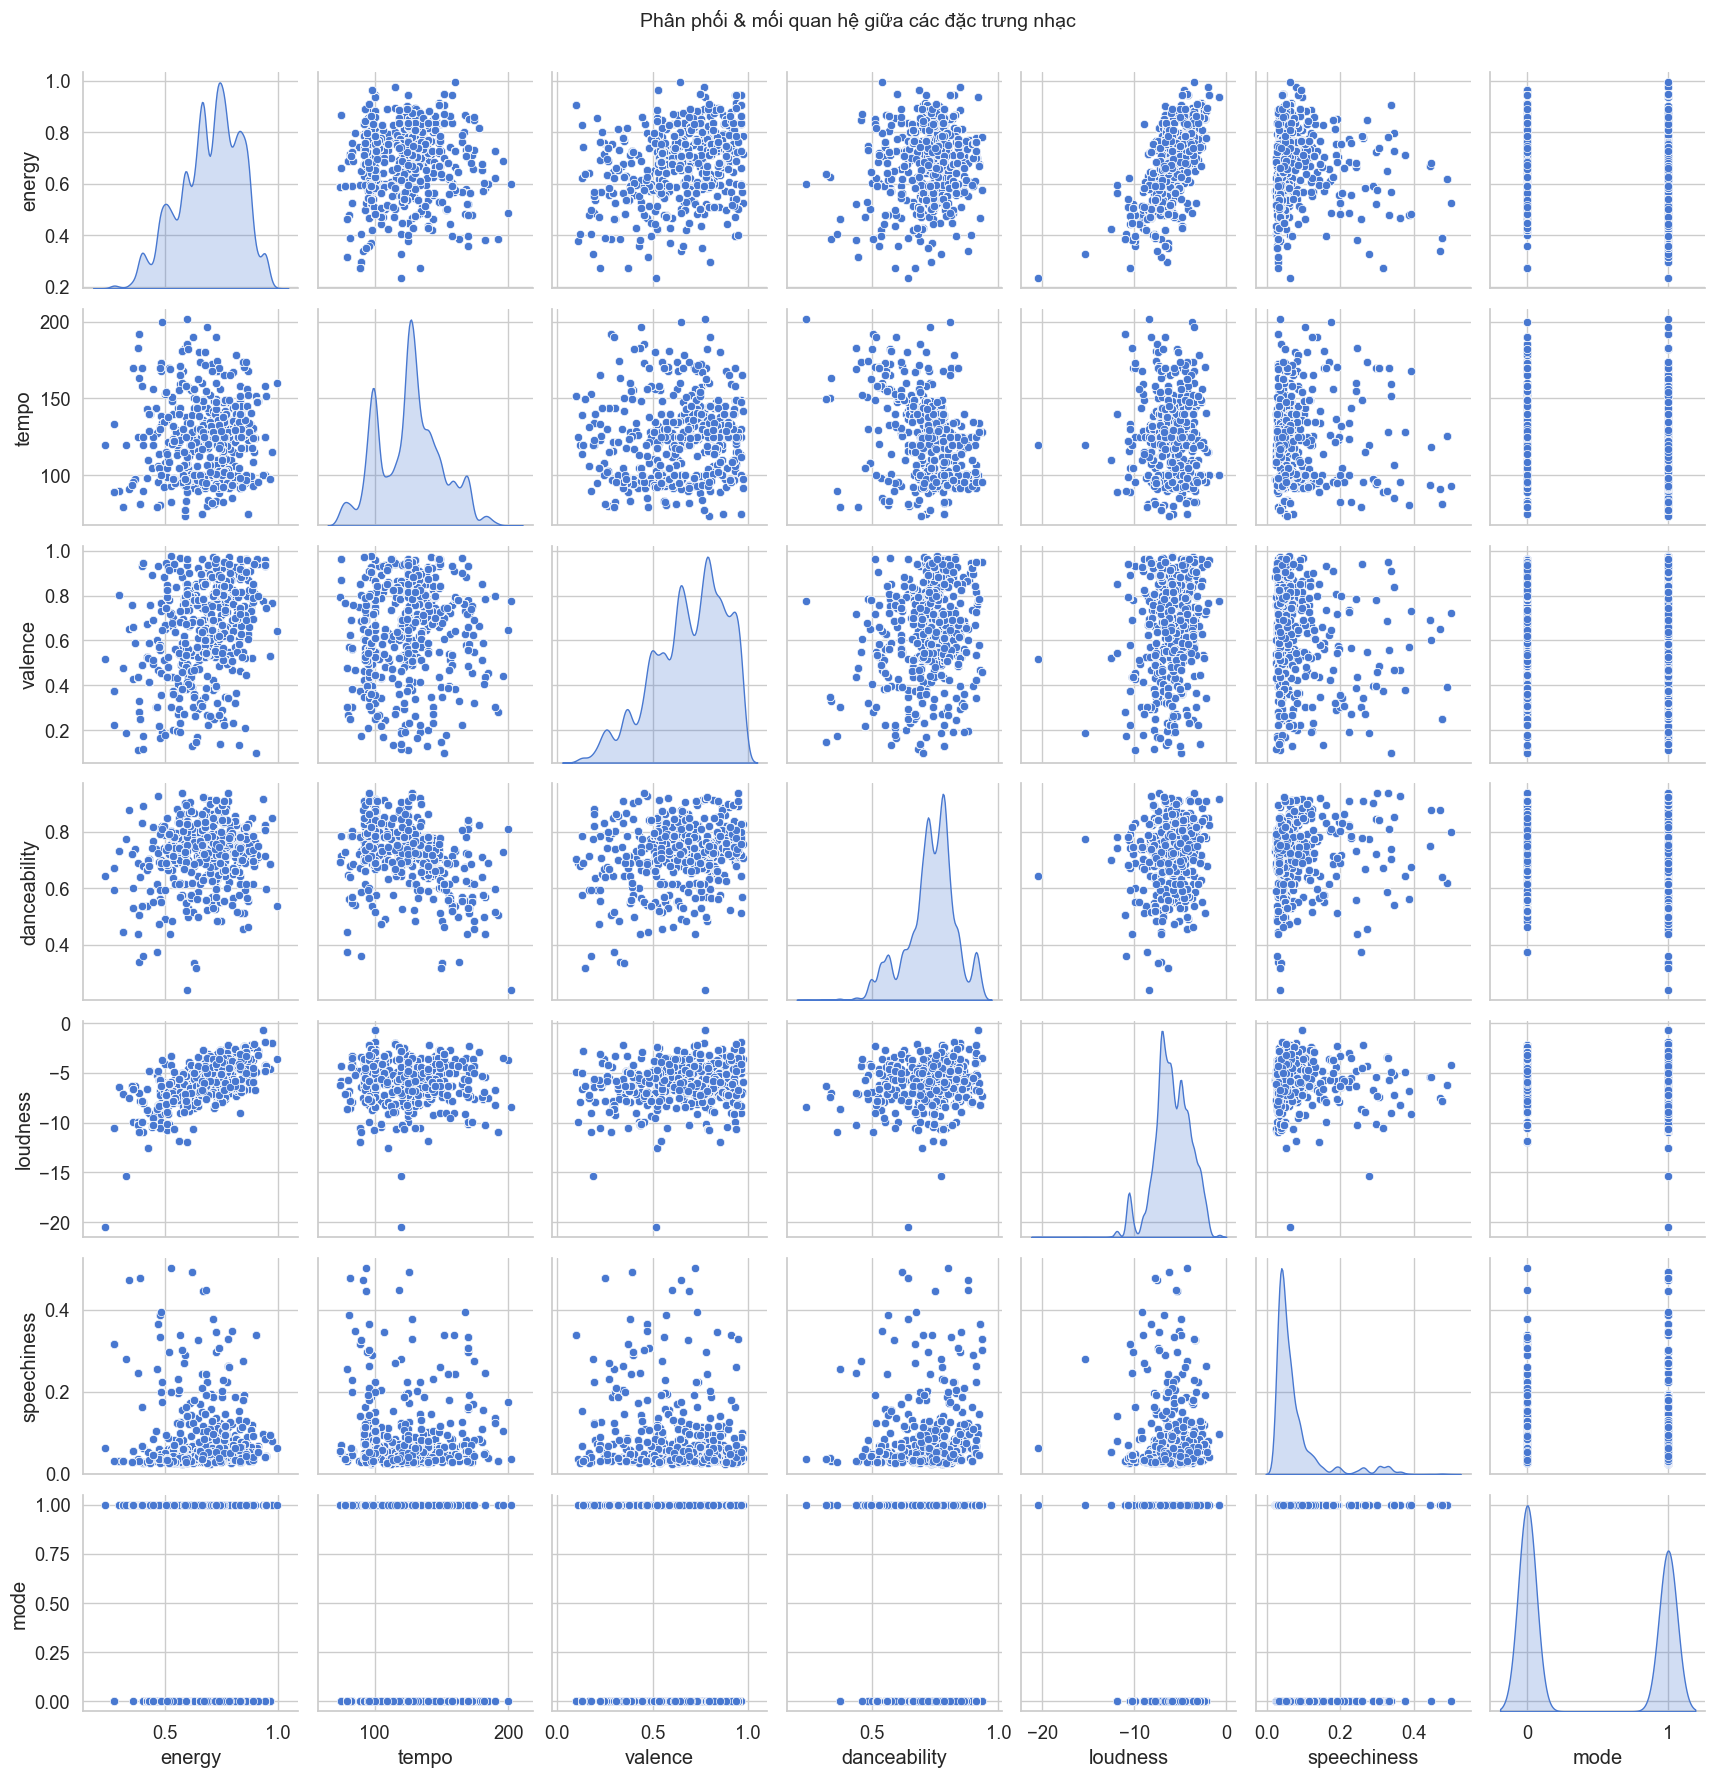 Phân phối & mối quan hệ giữa các đặc trưng nhạc
1.0
0.8
0.6
0.4
0.2
energy
200
150
100
tempo
1.0
0.8
0.6
0.4
0.2
valence
0.8
0.6
0.4
danceability
0
−5
−10
−15
−20
loudness
0.4
0.2
0.0
speechiness
1.00
0.75
0.50
0.25
0.00
mode
0.5 1.0 100 200 0.0 0.5 1.0 0.5 1.0 −20 −10 0 0.0 0.2 0.4 0 1
energy tempo valence danceability loudness speechiness mode